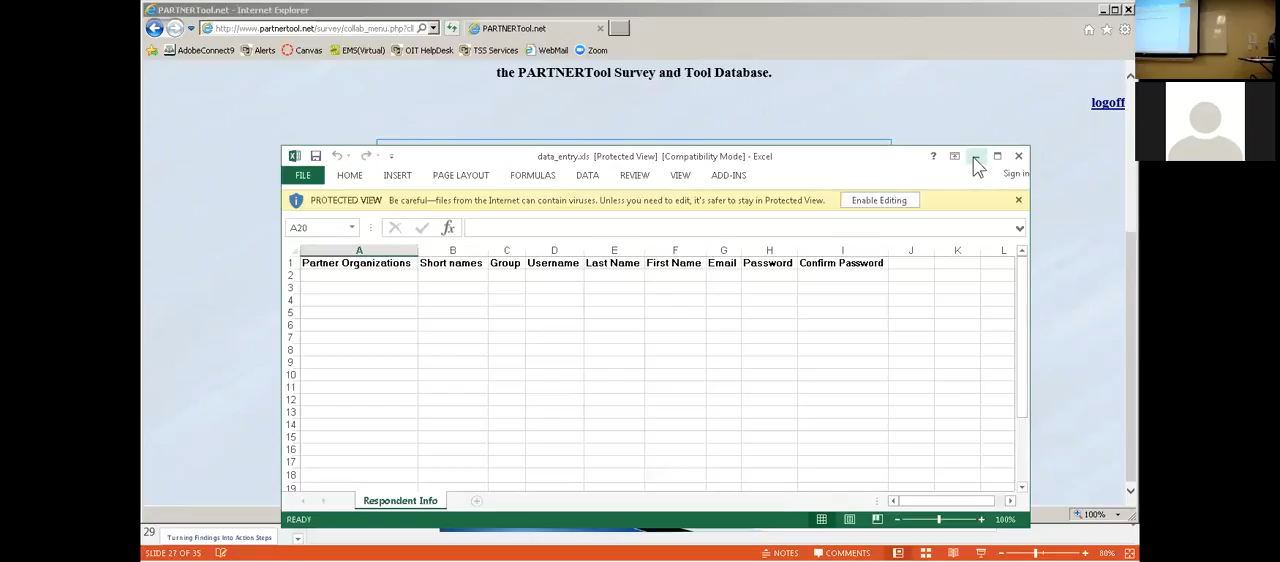 PARTNERTool.net - Internet Explorer
http://www.partnertool.net/survey/collab_menu.php?cl
PARTNERTool.net
AdobeConnect9 Alerts Canvas EMS(Virtual) OIT HelpDesk TSS Services WebMail Zoom
the PARTNERTool Survey and Tool Database.
logoff
data_entry.xls [Protected View] [Compatibility Mode] - Excel
Sign in
FILE HOME INSERT PAGE LAYOUT FORMULAS DATA REVIEW VIEW ADD-INS
PROTECTED VIEW Be careful—files from the Internet can contain viruses. Unless you need to edit, it's safer to stay in Protected View. Enable Editing
A20 fx
A B C D E F G H I J K L
1 Partner Organizations Short names Group Username Last Name First Name Email Password Confirm Password
2
3
4
5
6
7
8
9
10
11
12
13
14
15
16
17
18
19
Respondent Info
READY 100%
100%
29
Turning Findings Into Action Steps
SLIDE 27 OF 35 NOTES COMMENTS 80%